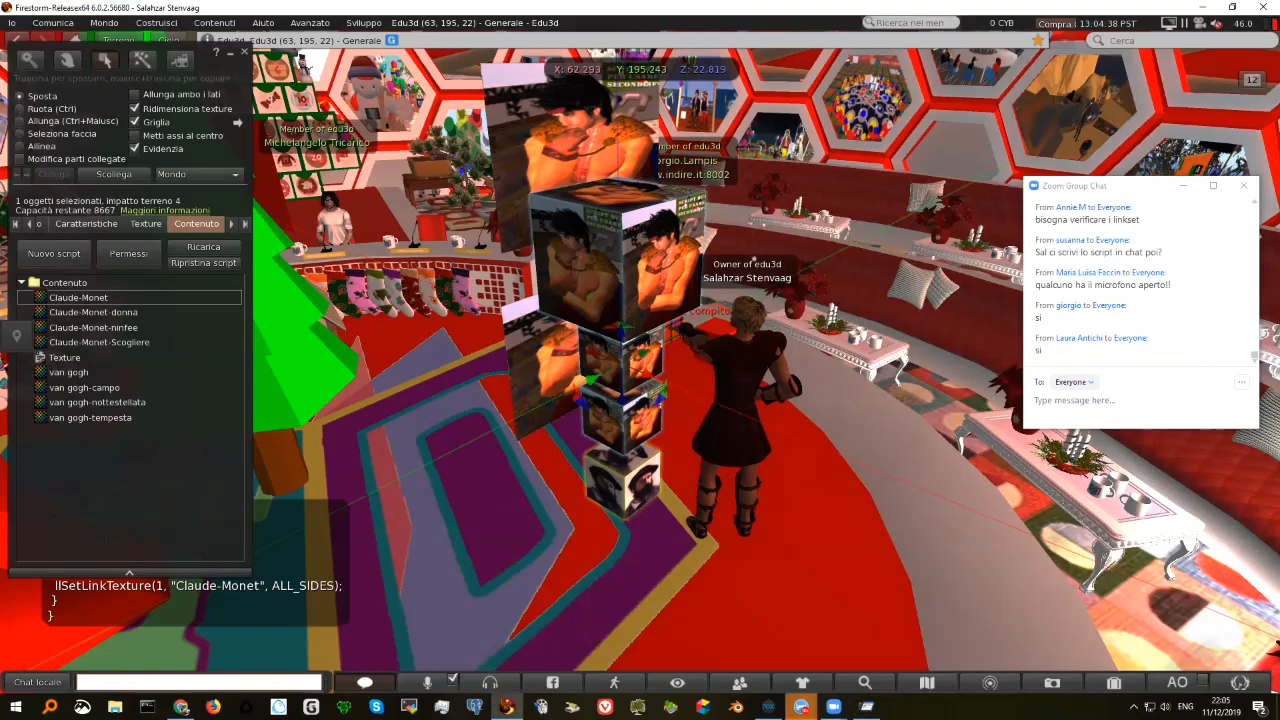 Firestorm-Releasex64 6.0.2.56680 - Salahzar Stenvaag
Io Comunica Mondo Costruisci Contenuti Aiuto Avanzato Sviluppo Edu3d (63, 195, 22) - Generale - Edu3d
Ricerca nei men
0 CYB
Compra
13:04:38 PST
46.0
Edu3d, Edu3d (63, 195, 22) - Generale
G
Cerca
X: 62.293 Y: 195.243 Z: 22.819
12
Trascina per spostare, maiusc+trascina per copiare
Sposta
Ruota (Ctrl)
Allunga (Ctrl+Maiusc)
Seleziona faccia
Allinea
Modifica parti collegate
Allunga ambo i lati
Ridimensiona texture
Griglia
Metti assi al centro
Evidenzia
Collega
Scollega
Mondo
1 oggetti selezionati, impatto terreno 4
Capacità restante 8667. Maggiori informazioni
o Caratteristiche Texture Contenuto
Nuovo script
Permessi
Ricarica
Ripristina script
Contenuto
Claude-Monet
Claude-Monet-donna
Claude-Monet-ninfee
Claude-Monet-Scogliere
Texture
van gogh
van gogh-campo
van gogh-nottestellata
van gogh-tempesta
llSetLinkTexture(1, "Claude-Monet", ALL_SIDES);
}
}
Member of edu3d
Michelangelo Tricarico
mber of edu3d
orgio.Lampis
w.indire.it:8002
Owner of edu3d
Salahzar Stenvaag
compito
Zoom Group Chat
From Annie M to Everyone:
bisogna verificare i linkset
From susanna to Everyone:
Sal ci scrivi lo script in chat poi?
From Maria Luisa Faccin to Everyone:
qualcuno ha il microfono aperto!!
From giorgio to Everyone:
si
From Laura Antichi to Everyone:
si
To: Everyone
Type message here...
Chat locale
AO
ENG
22:05
11/12/2019